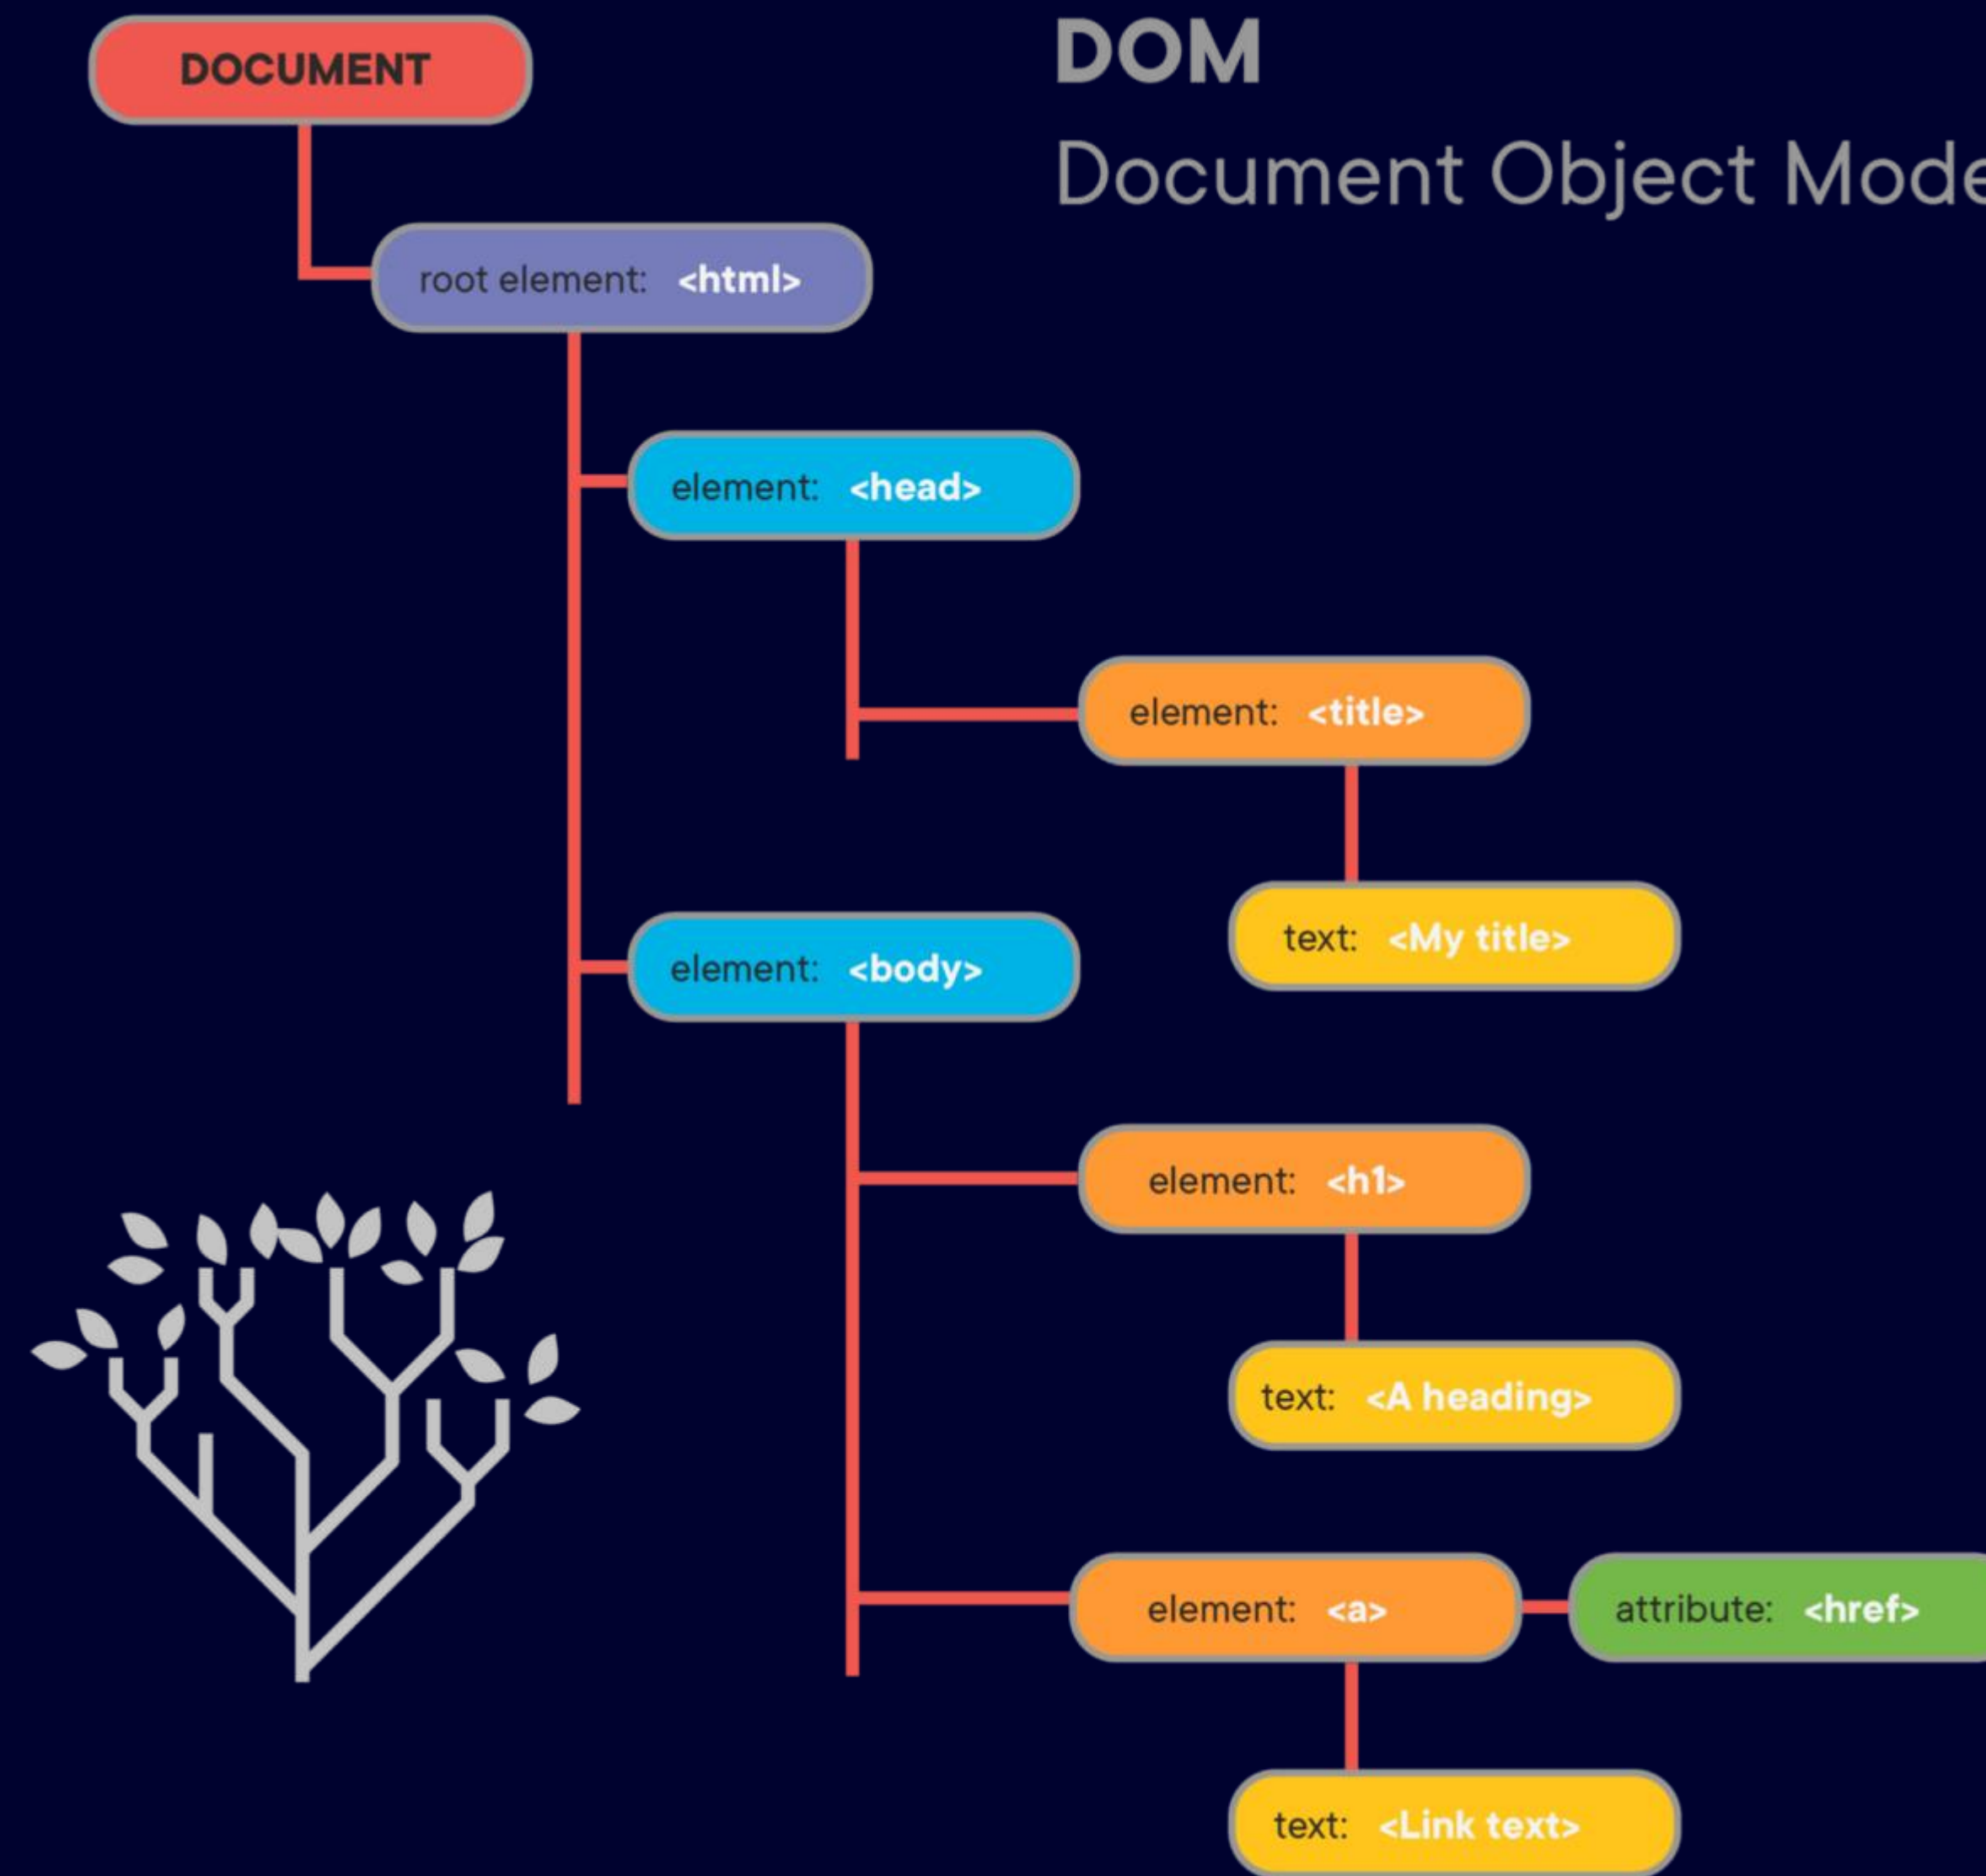 DOCUMENT
DOM
Document Object Mode
root element: <html>
element: <head>
element: <title>
text: <My title>
element: <body>
element: <h1>
text: <A heading>
element: <a>
attribute: <href>
text: <Link text>